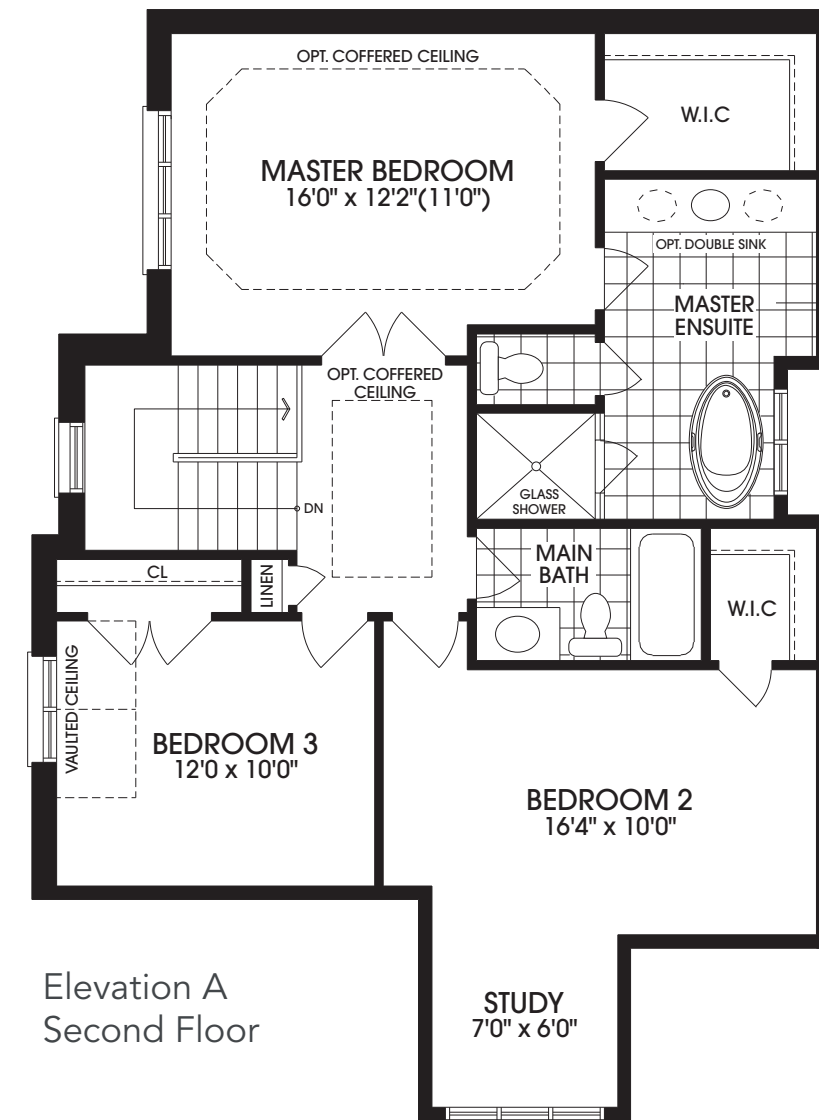 OPT. COFFERED CEILING
W.I.C
MASTER BEDROOM
16'0" x 12'2"(11'0")
OPT. DOUBLE SINK
MASTER
ENSUITE
OPT. COFFERED
CEILING
GLASS
SHOWER
DN
MAIN
BATH
CL
LINEN
W.I.C
VAULTED CEILING
BEDROOM 3
12'0 x 10'0"
BEDROOM 2
16'4" x 10'0"
Elevation A
Second Floor
STUDY
7'0" x 6'0"